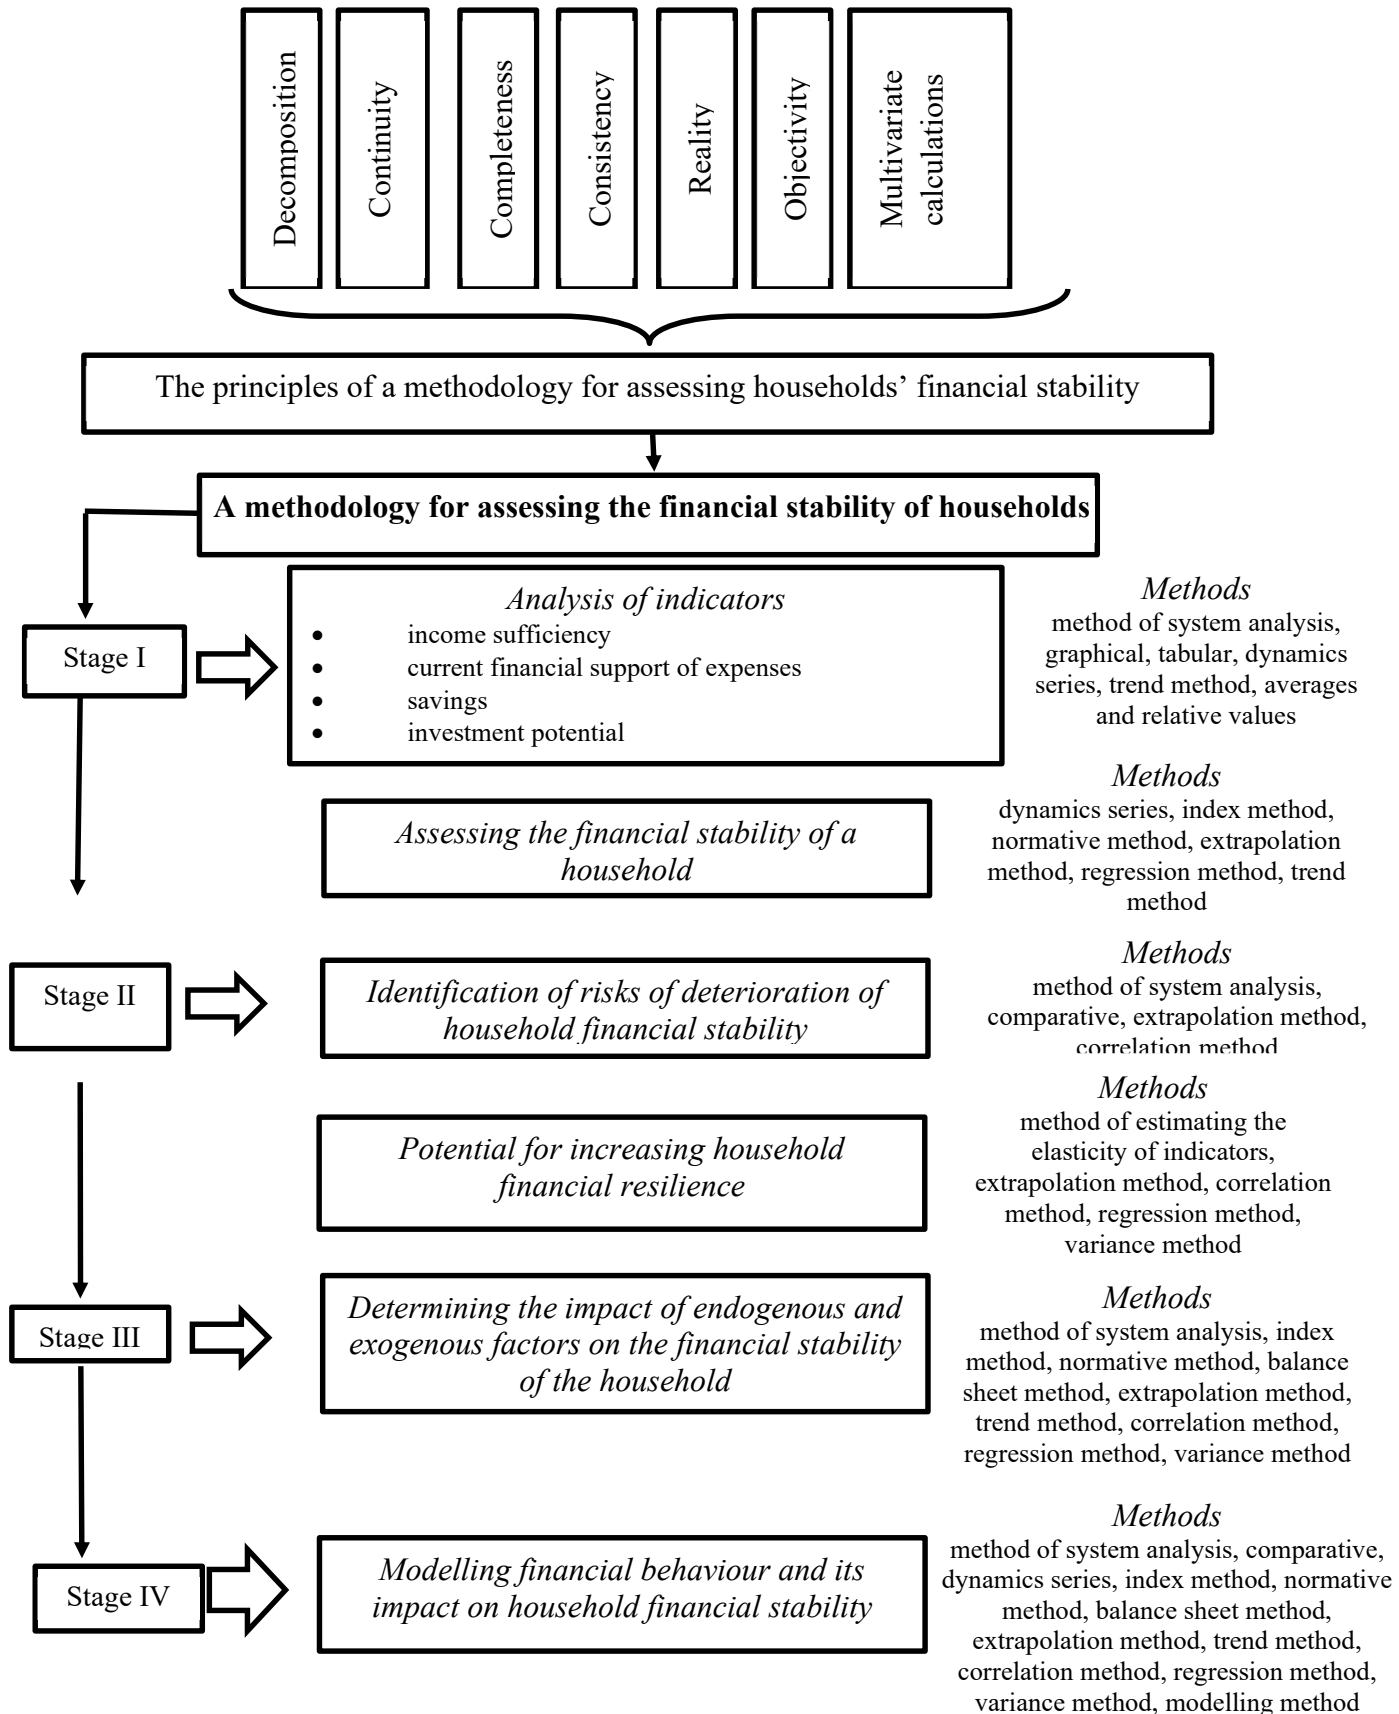 Decomposition
Continuity
Completeness
Consistency
Reality
Objectivity
Multivariate
calculations
The principles of a methodology for assessing households’ financial stability
A methodology for assessing the financial stability of households
Stage I
Analysis of indicators
• income sufficiency
• current financial support of expenses
• savings
• investment potential
Methods
method of system analysis,
graphical, tabular, dynamics
series, trend method, averages
and relative values
Assessing the financial stability of a
household
Methods
dynamics series, index method,
normative method, extrapolation
method, regression method, trend
method
Stage II
Identification of risks of deterioration of
household financial stability
Methods
method of system analysis,
comparative, extrapolation method,
correlation method
Potential for increasing household
financial resilience
Methods
method of estimating the
elasticity of indicators,
extrapolation method, correlation
method, regression method,
variance method
Stage III
Determining the impact of endogenous and
exogenous factors on the financial stability
of the household
Methods
method of system analysis, index
method, normative method, balance
sheet method, extrapolation method,
trend method, correlation method,
regression method, variance method
Stage IV
Modelling financial behaviour and its
impact on household financial stability
Methods
method of system analysis, comparative,
dynamics series, index method, normative
method, balance sheet method,
extrapolation method, trend method,
correlation method, regression method,
variance method, modelling method